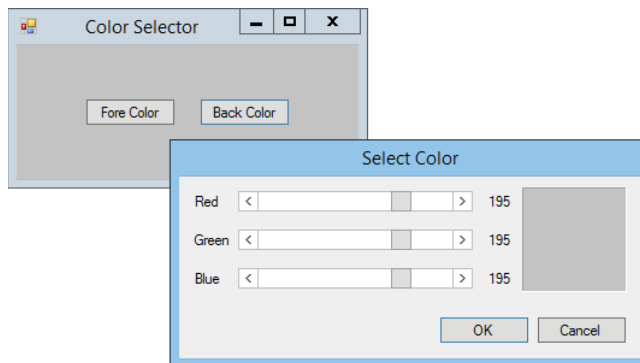 Color Selector
Fore Color
Back Color
Select Color
Red 195
Green 195
Blue 195
OK
Cancel